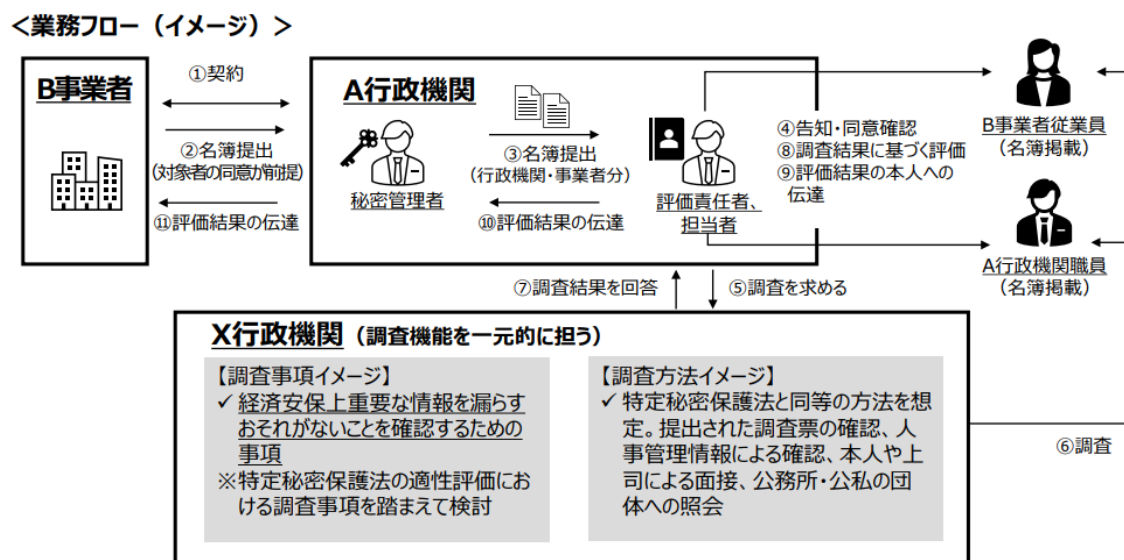 <業務フロー（イメージ）>
B事業者
①契約
②名簿提出
(対象者の同意が前提)
⑪評価結果の伝達
A行政機関
秘密管理者
③名簿提出
（行政機関・事業者分）
⑩評価結果の伝達
評価責任者、
担当者
④告知・同意確認
⑧調査結果に基づく評価
⑨評価結果の本人への
伝達
B事業者従業員
（名簿掲載）
A行政機関職員
（名簿掲載）
⑦調査結果を回答
⑤調査を求める
X行政機関（調査機能を一元的に担う）
【調査事項イメージ】
✓ 経済安保上重要な情報を漏らす
おそれがないことを確認するための
事項
※特定秘密保護法の適性評価にお
ける調査事項を踏まえて検討
【調査方法イメージ】
✓ 特定秘密保護法と同等の方法を想
定。提出された調査票の確認、人
事管理情報による確認、本人や上
司による面接、公務所・公私の団
体への照会
⑥調査